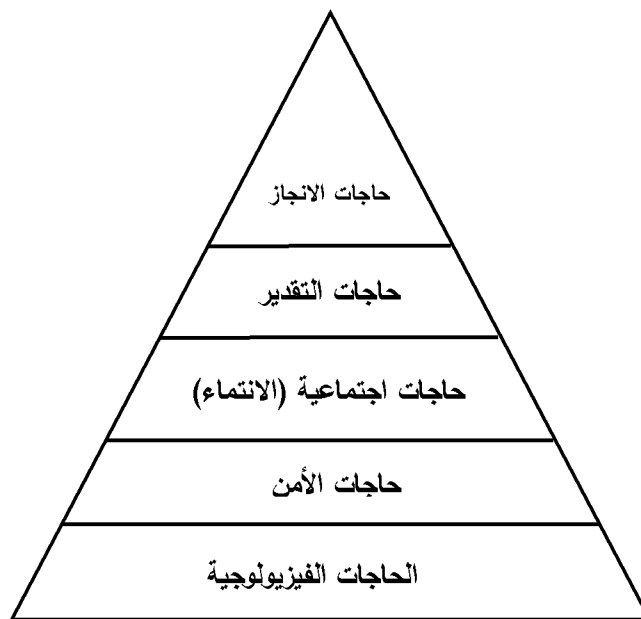 حاجات الانجاز
حاجات التقدير
حاجات اجتماعية (الانتماء)
حاجات الأمن
الحاجات الفيزيولوجية